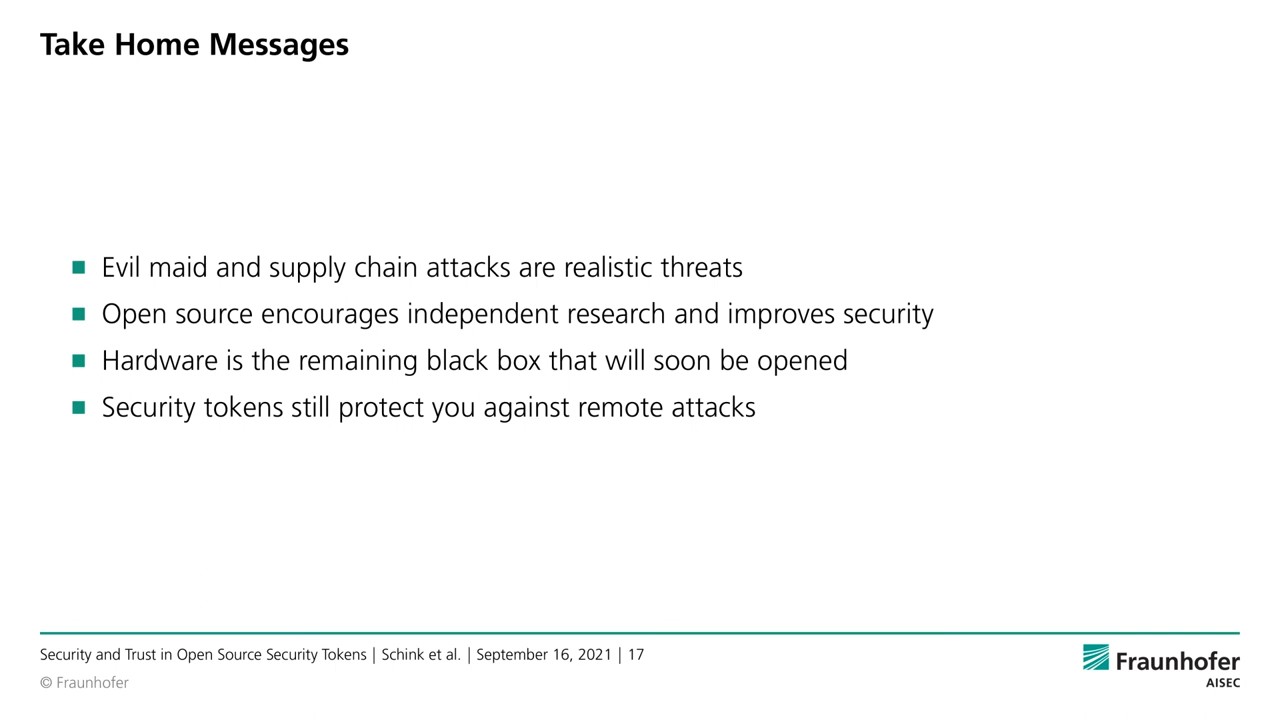 Take Home Messages
Evil maid and supply chain attacks are realistic threats
Open source encourages independent research and improves security
Hardware is the remaining black box that will soon be opened
Security tokens still protect you against remote attacks
Security and Trust in Open Source Security Tokens | Schink et al. | September 16, 2021 | 17
© Fraunhofer
Fraunhofer
AISEC